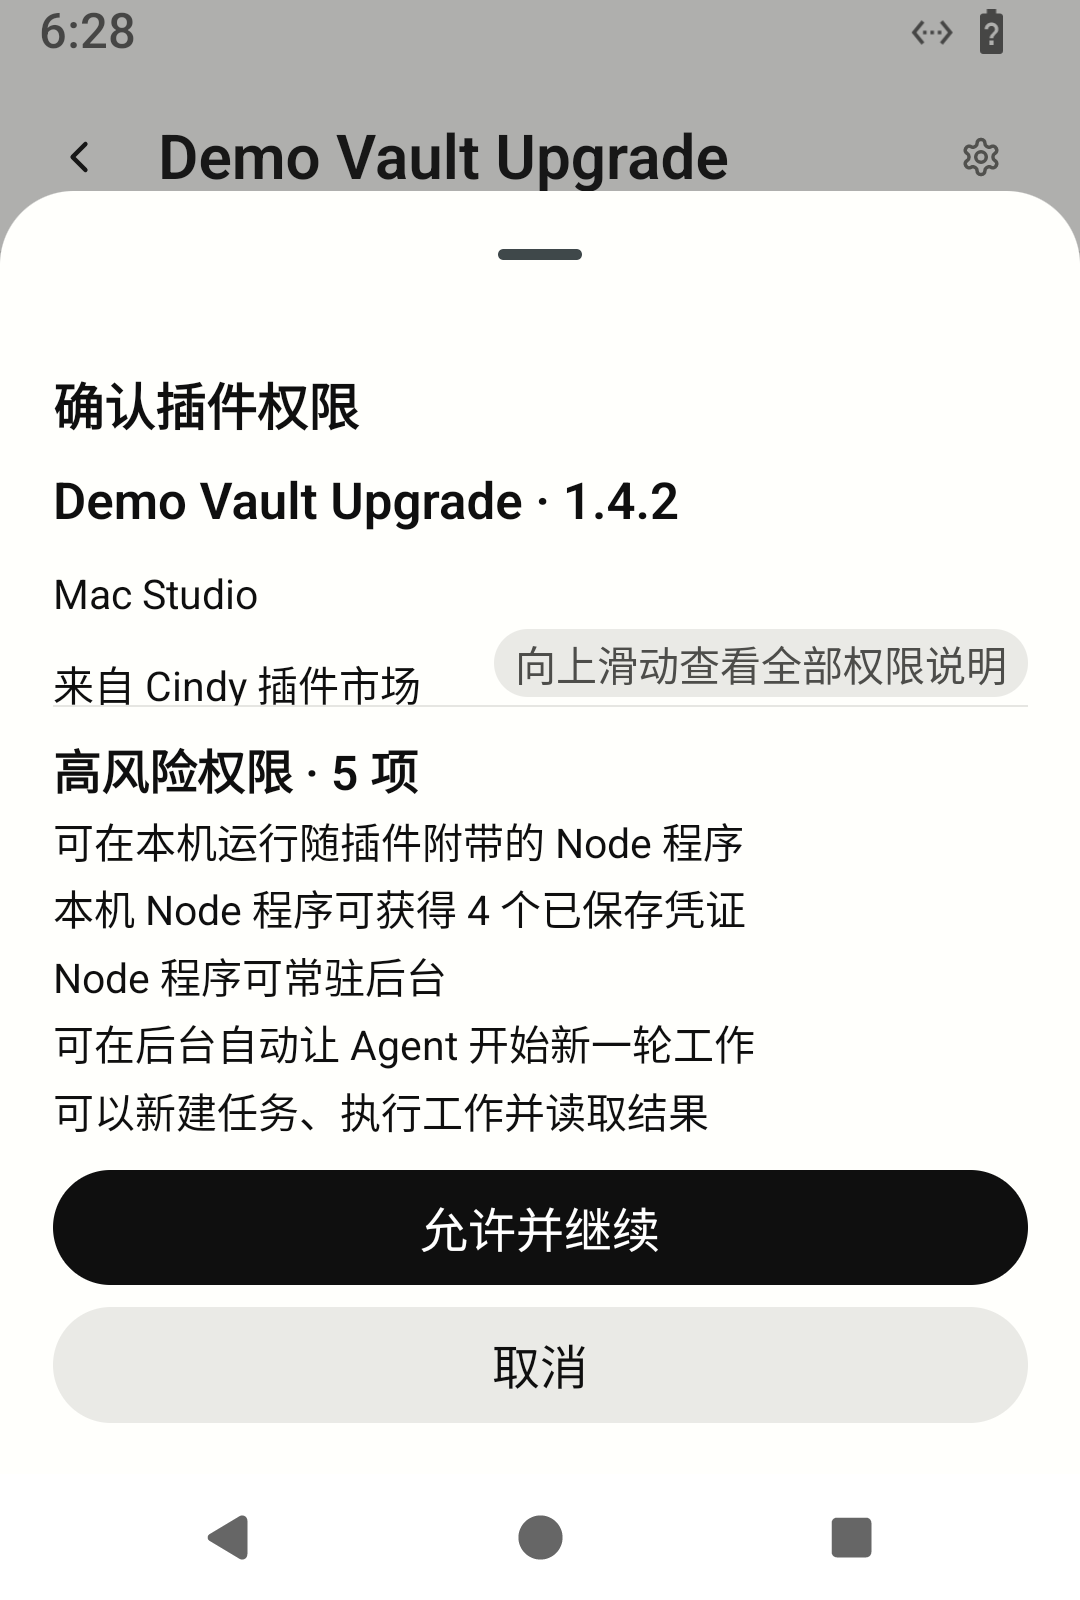 6:28
Demo Vault Upgrade
确认插件权限
Demo Vault Upgrade · 1.4.2
Mac Studio
来自 Cindy 插件市场
向上滑动查看全部权限说明
高风险权限 · 5 项
可在本机运行随插件附带的 Node 程序
本机 Node 程序可获得 4 个已保存凭证
Node 程序可常驻后台
可在后台自动让 Agent 开始新一轮工作
可以新建任务、执行工作并读取结果
允许并继续
取消